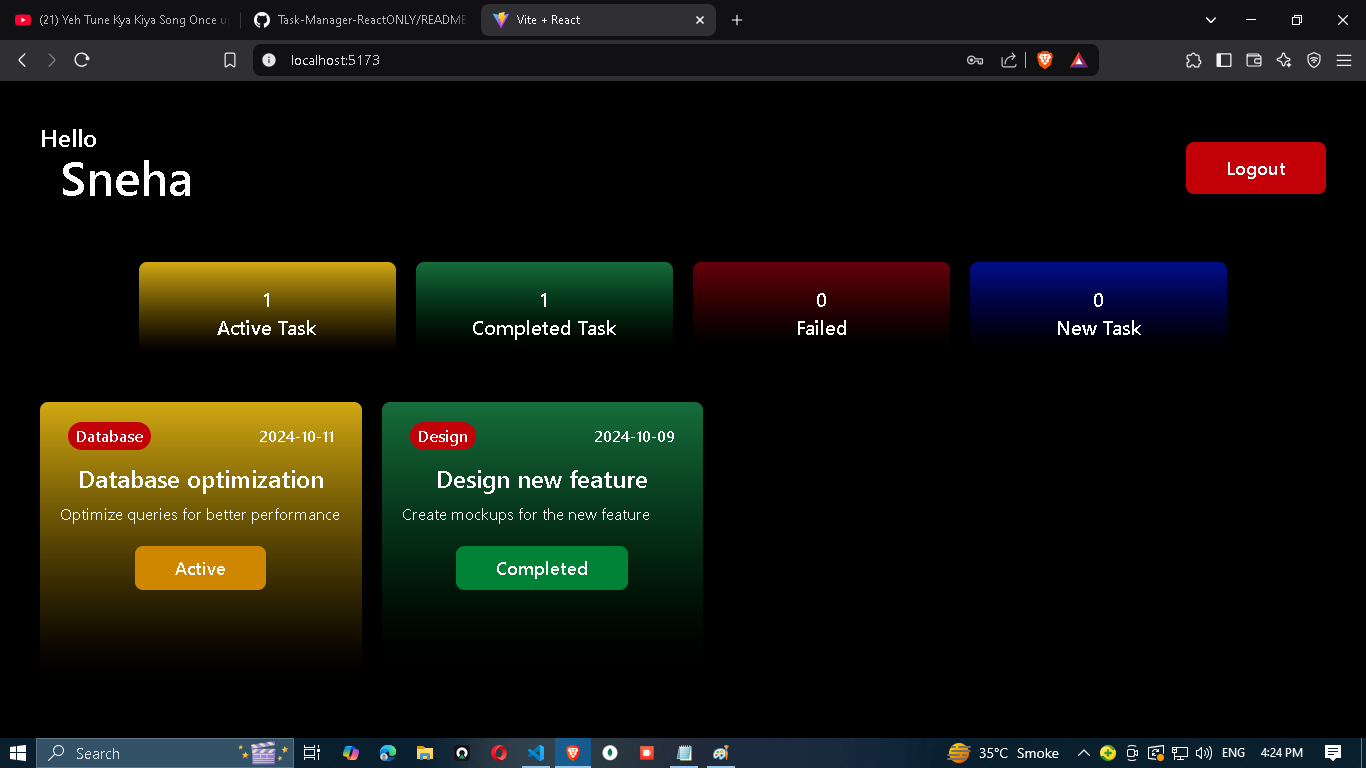 (21) Yeh Tune Kya Kiya Song Once u
Task-Manager-ReactONLY/README
Vite + React
localhost:5173
Hello
Sneha
Logout
1
Active Task
1
Completed Task
0
Failed
0
New Task
Database
2024-10-11
Database optimization
Optimize queries for better performance
Active
Design
2024-10-09
Design new feature
Create mockups for the new feature
Completed
Search
35°C Smoke
ENG
4:24 PM